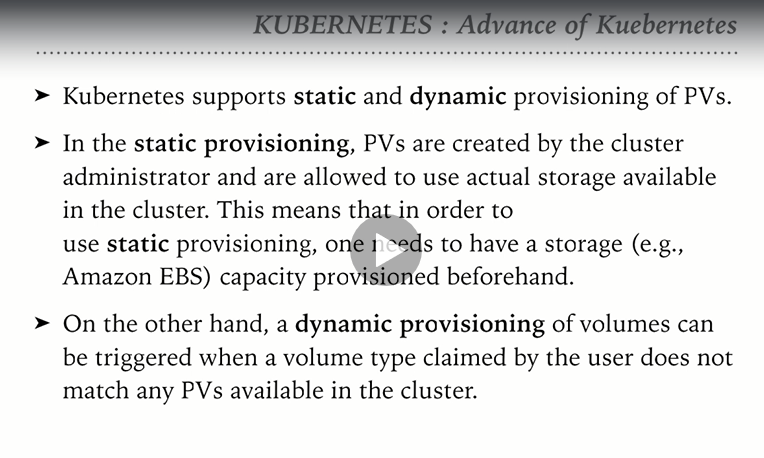 KUBERNETES : Advance of Kuebernetes
➤ Kubernetes supports static and dynamic provisioning of PVs.
➤ In the static provisioning, PVs are created by the cluster
administrator and are allowed to use actual storage available
in the cluster. This means that in order to
use static provisioning, one needs to have a storage (e.g.,
Amazon EBS) capacity provisioned beforehand.
➤ On the other hand, a dynamic provisioning of volumes can
be triggered when a volume type claimed by the user does not
match any PVs available in the cluster.